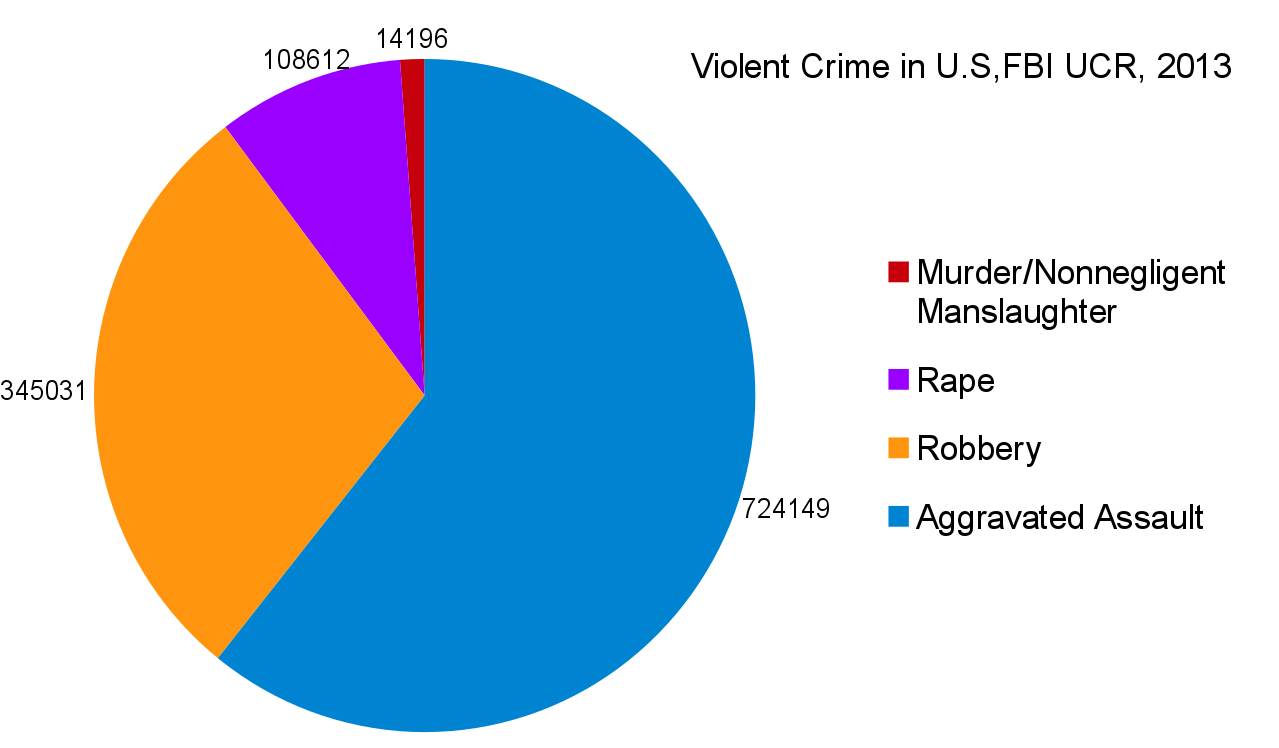 14196
108612
Violent Crime in U.S,FBI UCR, 2013
Murder/Nonnegligent
Manslaughter
Rape
345031
Robbery
724149
Aggravated Assault